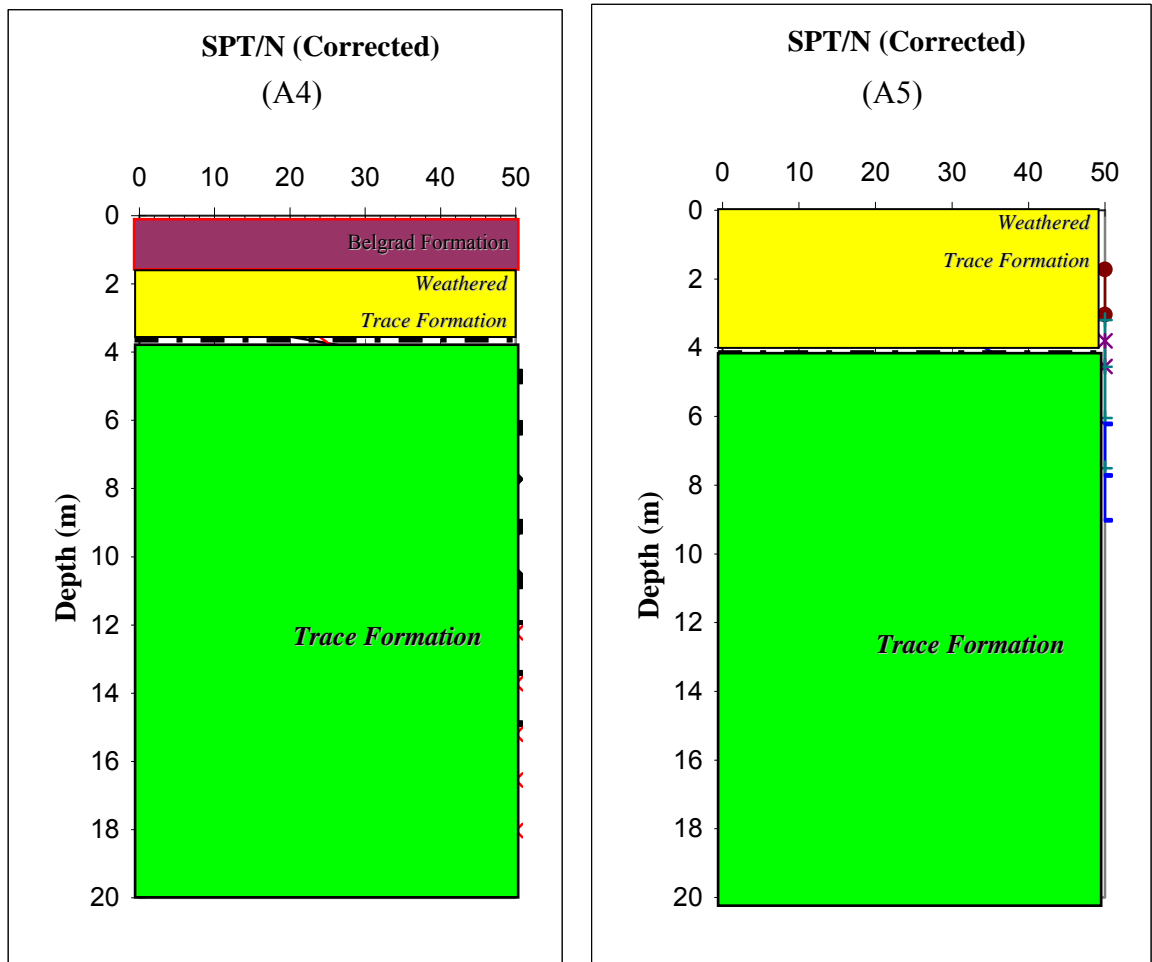 SPT/N (Corrected)
(A4)
0 10 20 30 40 50
0
2
4
6
8
10
12
14
16
18
20
Depth (m)
Belgrad Formation
Weathered
Trace Formation
Trace Formation
SPT/N (Corrected)
(A5)
0 10 20 30 40 50
0
2
4
6
8
10
12
14
16
18
20
Depth (m)
Weathered
Trace Formation
Trace Formation